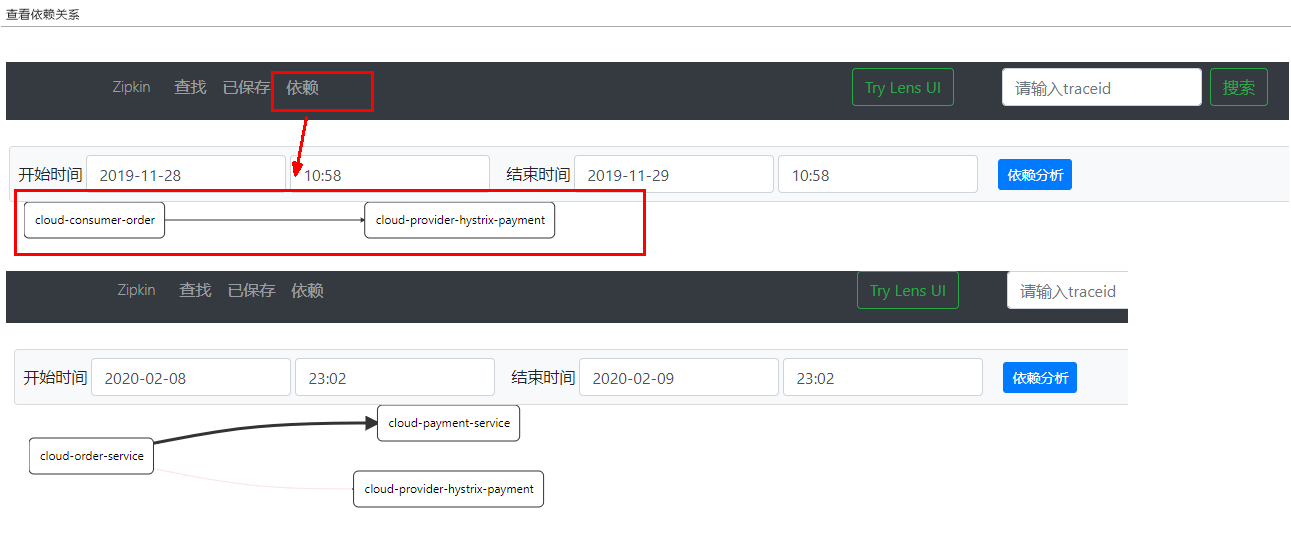 查看依赖关系
Zipkin 查找 已保存 依赖 Try Lens UI 请输入traceid 搜索
开始时间 2019-11-28 10:58 结束时间 2019-11-29 10:58 依赖分析
cloud-consumer-order cloud-provider-hystrix-payment
Zipkin 查找 已保存 依赖 Try Lens UI 请输入traceid
开始时间 2020-02-08 23:02 结束时间 2020-02-09 23:02 依赖分析
cloud-payment-service
cloud-order-service
cloud-provider-hystrix-payment